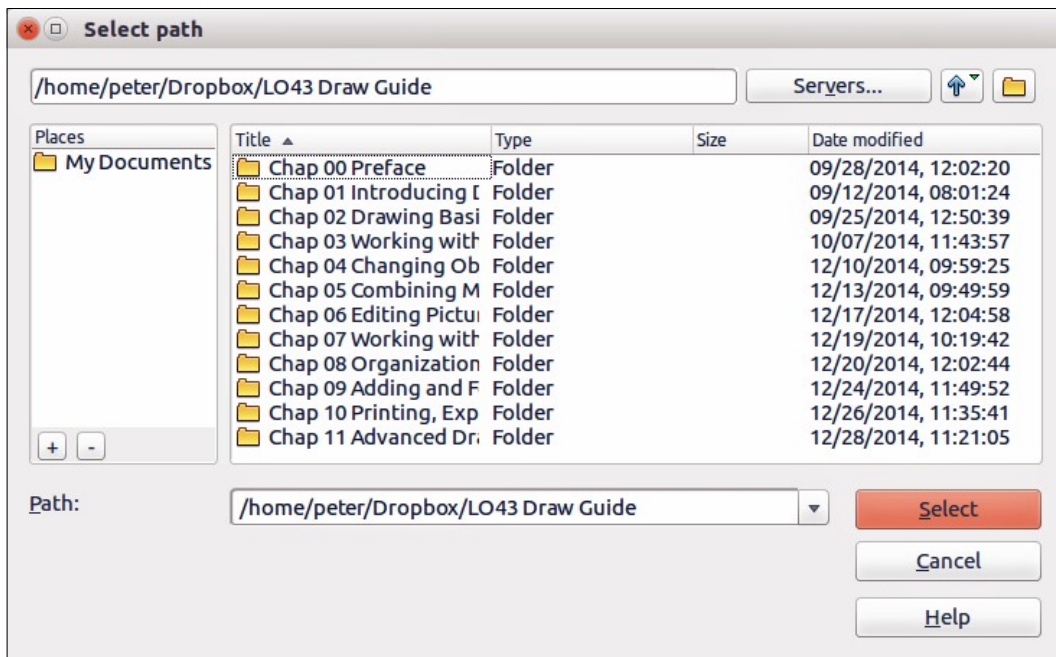 Select path
/home/peter/Dropbox/LO43 Draw Guide Servers...
Places Title Type Size Date modified
My Documents Chap 00 Preface Folder 09/28/2014, 12:02:20
Chap 01 Introducing Folder 09/12/2014, 08:01:24
Chap 02 Drawing Basi Folder 09/25/2014, 12:50:39
Chap 03 Working with Folder 10/07/2014, 11:43:57
Chap 04 Changing Ob Folder 12/10/2014, 09:59:25
Chap 05 Combining M Folder 12/13/2014, 09:49:59
Chap 06 Editing Pictu Folder 12/17/2014, 12:04:58
Chap 07 Working with Folder 12/19/2014, 10:19:42
Chap 08 Organization Folder 12/20/2014, 12:02:44
Chap 09 Adding and F Folder 12/24/2014, 11:49:52
Chap 10 Printing, Exp Folder 12/26/2014, 11:35:41
Chap 11 Advanced Dra Folder 12/28/2014, 11:21:05
+ -
Path: /home/peter/Dropbox/LO43 Draw Guide Select
Cancel
Help